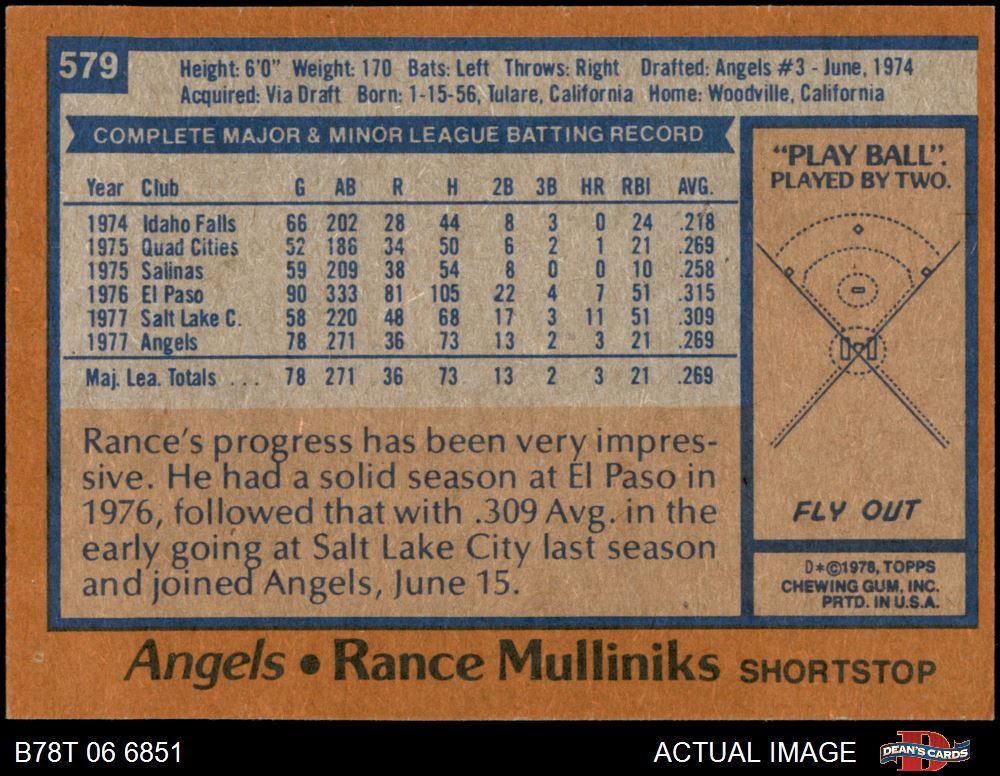 579
Height: 6'0" Weight: 170 Bats: Left Throws: Right Drafted: Angels #3 - June, 1974
Acquired: Via Draft Born: 1-15-56, Tulare, California Home: Woodville, California
COMPLETE MAJOR & MINOR LEAGUE BATTING RECORD
Year Club G AB R H 2B 3B HR RBI AVG.
1974 Idaho Falls 66 202 28 44 8 3 0 24 .218
1975 Quad Cities 52 186 34 50 6 2 1 21 .269
1975 Salinas 59 209 38 54 8 0 0 10 .258
1976 El Paso 90 333 81 105 22 4 7 51 .315
1977 Salt Lake C. 58 220 48 68 17 3 11 51 .309
1977 Angels 78 271 36 73 13 2 3 21 .269
Maj. Lea. Totals . . . 78 271 36 73 13 2 3 21 .269
Rance's progress has been very impres-
sive. He had a solid season at El Paso in
1976, followed that with .309 Avg. in the
early going at Salt Lake City last season
and joined Angels, June 15.
"PLAY BALL".
PLAYED BY TWO.
FLY OUT
D*©1978, TOPPS
CHEWING GUM, INC.
PRTD. IN U.S.A.
Angels • Rance Mulliniks SHORTSTOP
B78T 06 6851 ACTUAL IMAGE DEAN'S CARDS